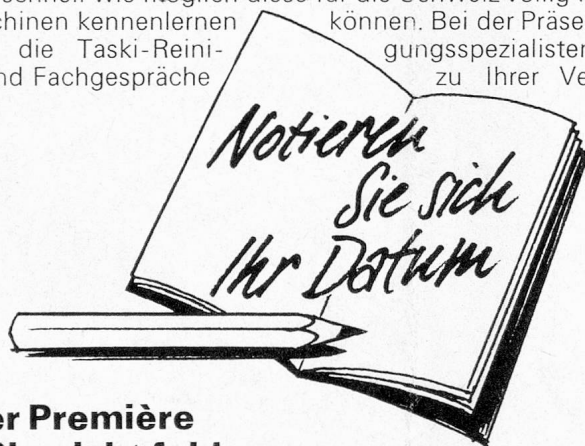 chinen kennenlernen können. Bei der Präse
die Taski-Reini- gungsspezialisten
nd Fachgespräche zu Ihrer Ve
Notieren
Sie sich
Ihr Datum
er Première